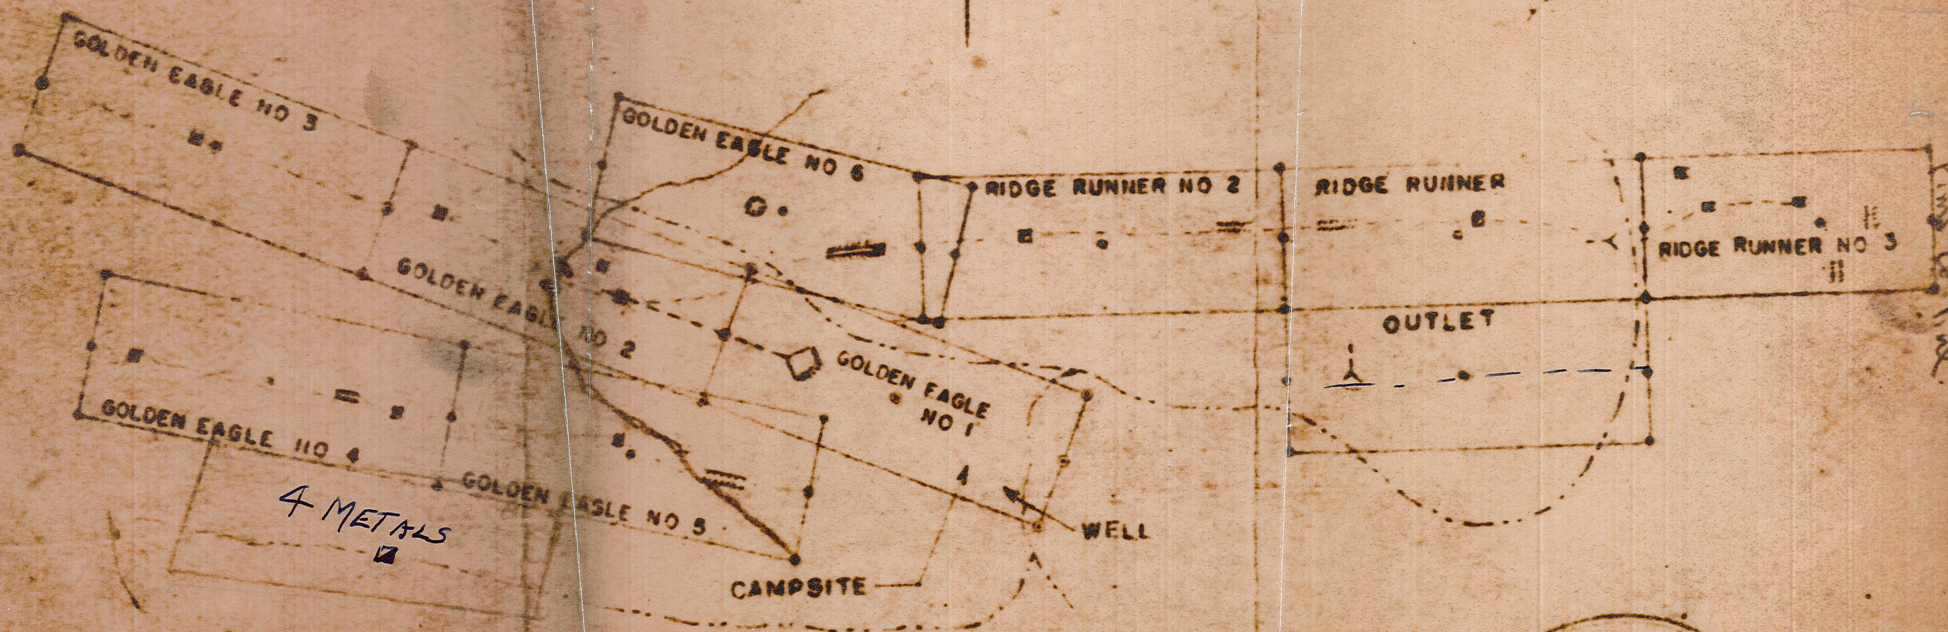 GOLDEN EAGLE NO 3
GOLDEN EAGLE NO 6
RIDGE RUNNER NO 2
RIDGE RUNNER
RIDGE RUNNER NO 3
GOLDEN EAGLE NO 2
OUTLET
GOLDEN EAGLE
NO 1
GOLDEN EAGLE NO 4
GOLDEN EAGLE NO 5
4 METALS
WELL
CAMPSITE